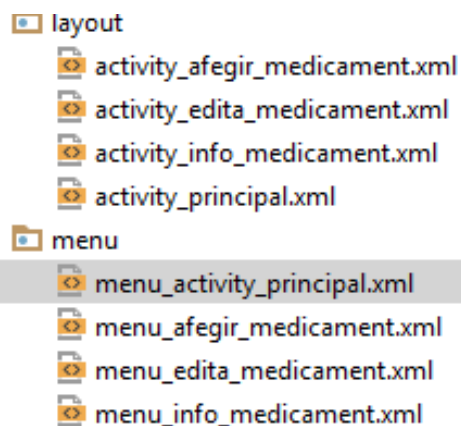 layout
activity_afegir_medicament.xml
activity_edita_medicament.xml
activity_info_medicament.xml
activity_principal.xml
menu
menu_activity_principal.xml
menu_afegir_medicament.xml
menu_edita_medicament.xml
menu_info_medicament.xml